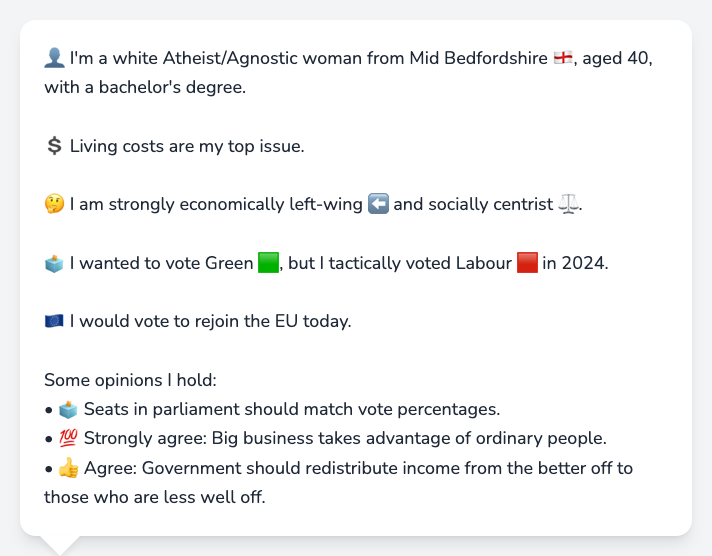 👤 I'm a white Atheist/Agnostic woman from Mid Bedfordshire 🏴󠁧󠁢󠁥󠁮󠁧󠁿, aged 40,
with a bachelor's degree.
💲 Living costs are my top issue.
🤔 I am strongly economically left-wing ⬅️ and socially centrist ⚖️.
🗳️ I wanted to vote Green 🟩, but I tactically voted Labour 🟥 in 2024.
🇪🇺 I would vote to rejoin the EU today.
Some opinions I hold:
• 🗳️ Seats in parliament should match vote percentages.
• 💯 Strongly agree: Big business takes advantage of ordinary people.
• 👍 Agree: Government should redistribute income from the better off to
those who are less well off.